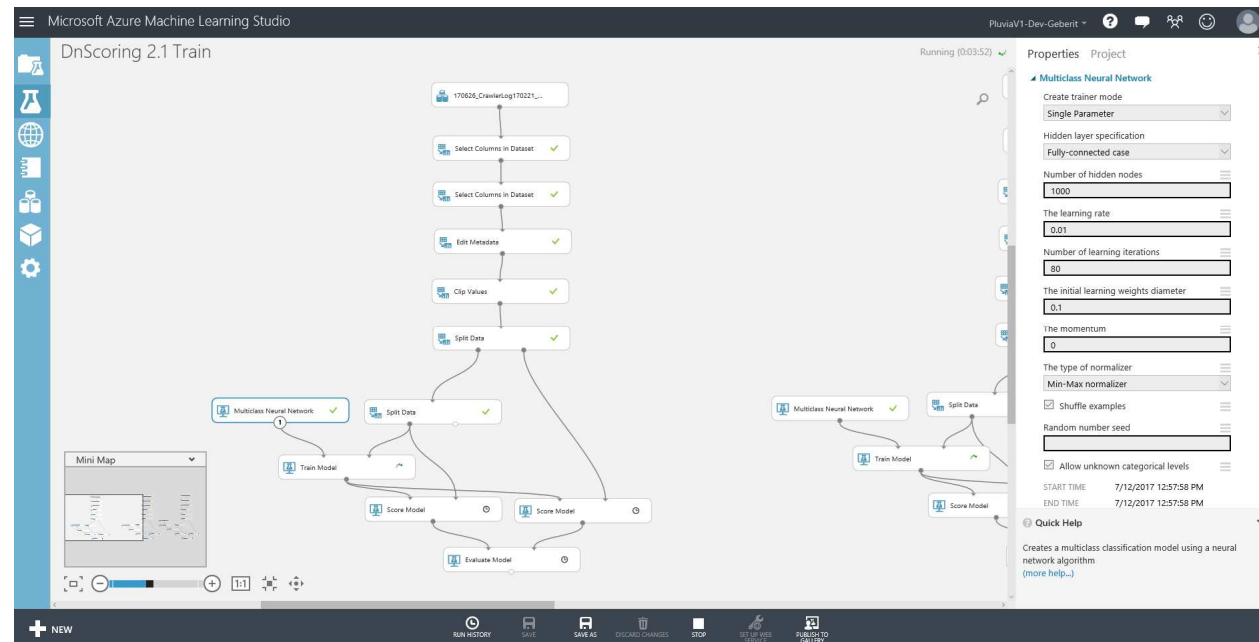 Microsoft Azure Machine Learning Studio
PluviaV1-Dev-Geberit
DnScoring 2.1 Train
Running (0:03:52)
170626_CrawlerLog170221_...
Select Columns in Dataset
Select Columns in Dataset
Edit Metadata
Clip Values
Split Data
Multiclass Neural Network
1
Split Data
Train Model
Score Model
Score Model
Evaluate Model
Multiclass Neural Network
Split Data
Train Model
Score Model
Mini Map
1:1
Properties Project
Multiclass Neural Network
Create trainer mode
Single Parameter
Hidden layer specification
Fully-connected case
Number of hidden nodes
1000
The learning rate
0.01
Number of learning iterations
80
The initial learning weights diameter
0.1
The momentum
0
The type of normalizer
Min-Max normalizer
Shuffle examples
Random number seed
Allow unknown categorical levels
START TIME 7/12/2017 12:57:58 PM
END TIME 7/12/2017 12:57:58 PM
Quick Help
Creates a multiclass classification model using a neural
network algorithm
(more help...)
NEW
RUN HISTORY
SAVE
SAVE AS
DISCARD CHANGES
STOP
SET UP WEB
SERVICE
PUBLISH TO
GALLERY